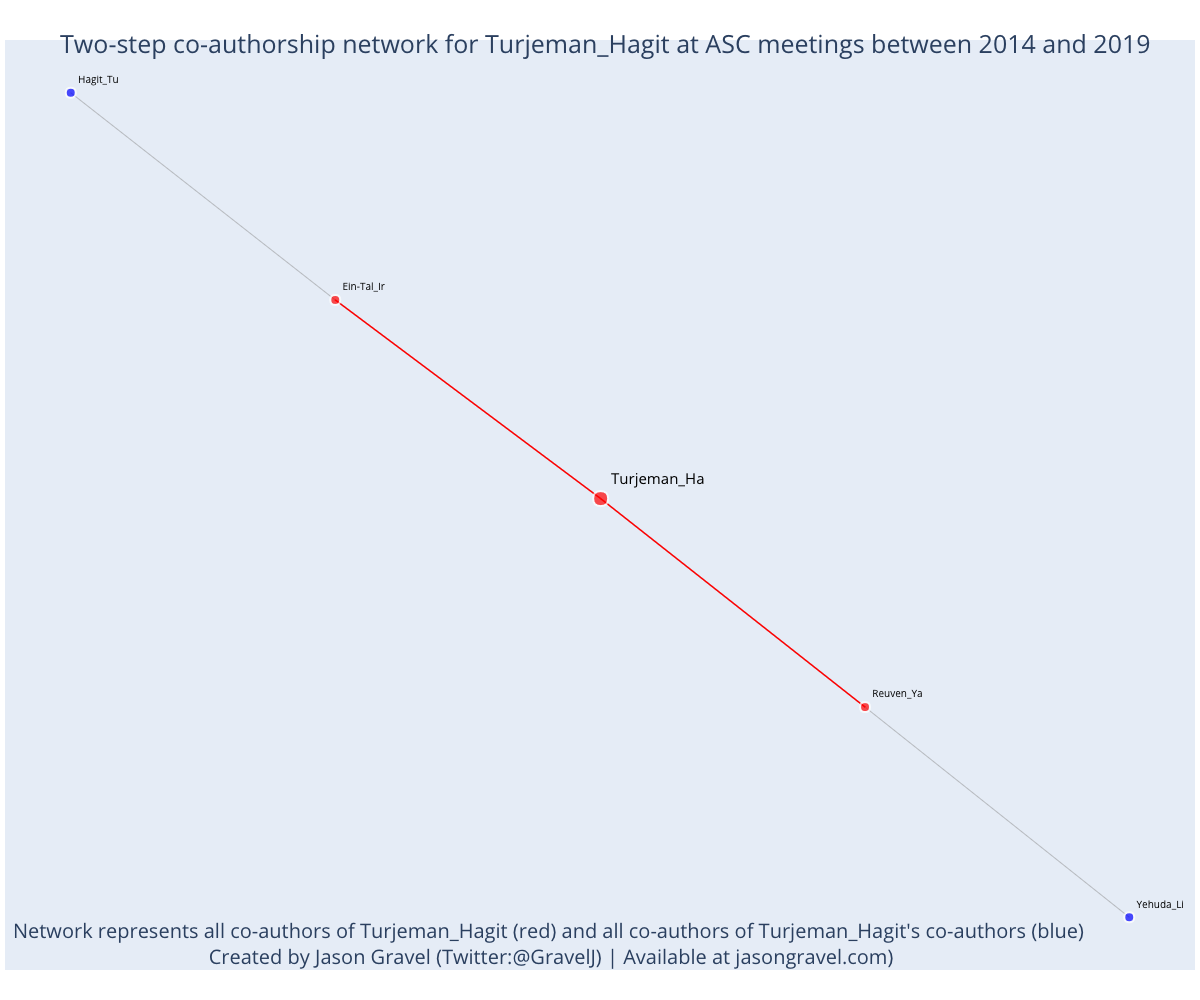 Two-step co-authorship network for Turjeman_Hagit at ASC meetings between 2014 and 2019
Hagit_Tu
Ein-Tal_Ir
Turjeman_Ha
Reuven_Ya
Yehuda_Li
Network represents all co-authors of Turjeman_Hagit (red) and all co-authors of Turjeman_Hagit's co-authors (blue)
Created by Jason Gravel (Twitter:@GravelJ) | Available at jasongravel.com)